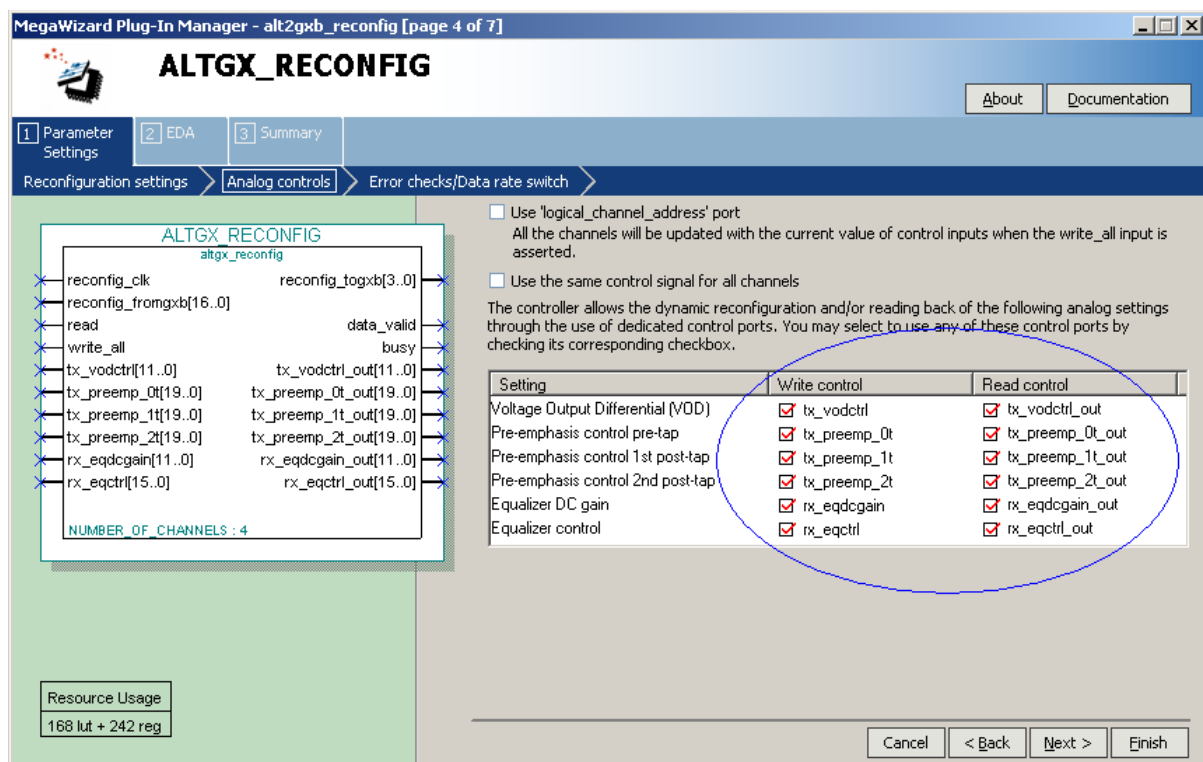 MegaWizard Plug-In Manager - alt2gxb_reconfig [page 4 of 7]
ALTGX_RECONFIG
About
Documentation
1 Parameter Settings
2 EDA
3 Summary
Reconfiguration settings
Analog controls
Error checks/Data rate switch
ALTGX_RECONFIG
altgx_reconfig
reconfig_clk
reconfig_togxb[3..0]
reconfig_fromgxb[16..0]
read
data_valid
write_all
busy
tx_vodctrl[11..0]
tx_vodctrl_out[11..0]
tx_preemp_0t[19..0]
tx_preemp_0t_out[19..0]
tx_preemp_1t[19..0]
tx_preemp_1t_out[19..0]
tx_preemp_2t[19..0]
tx_preemp_2t_out[19..0]
rx_eqdcgain[11..0]
rx_eqdcgain_out[11..0]
rx_eqctrl[15..0]
rx_eqctrl_out[15..0]
NUMBER_OF_CHANNELS : 4
Resource Usage
168 lut + 242 reg
Use 'logical_channel_address' port
All the channels will be updated with the current value of control inputs when the write_all input is
asserted.
Use the same control signal for all channels
The controller allows the dynamic reconfiguration and/or reading back of the following analog settings
through the use of dedicated control ports. You may select to use any of these control ports by
checking its corresponding checkbox.
Setting
Write control
Read control
Voltage Output Differential (VOD)
tx_vodctrl
tx_vodctrl_out
Pre-emphasis control pre-tap
tx_preemp_0t
tx_preemp_0t_out
Pre-emphasis control 1st post-tap
tx_preemp_1t
tx_preemp_1t_out
Pre-emphasis control 2nd post-tap
tx_preemp_2t
tx_preemp_2t_out
Equalizer DC gain
rx_eqdcgain
rx_eqdcgain_out
Equalizer control
rx_eqctrl
rx_eqctrl_out
Cancel
< Back
Next >
Finish